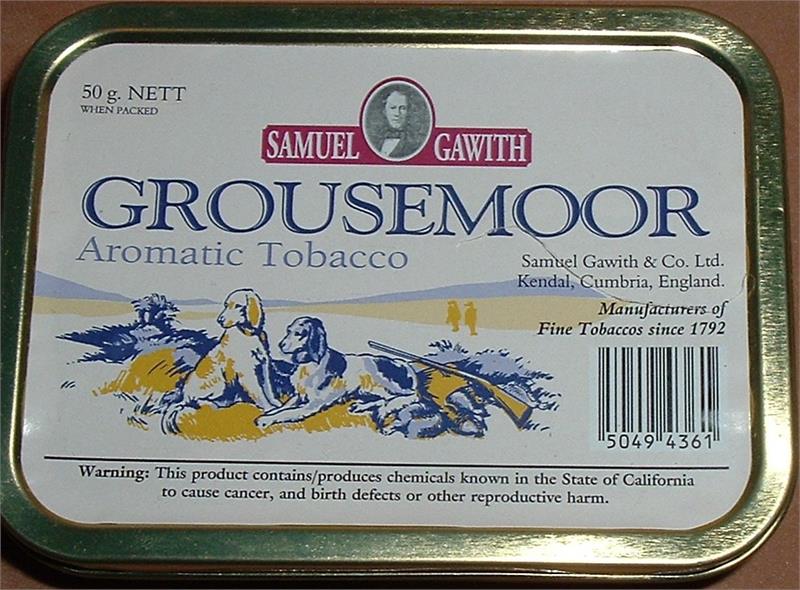 50 g. NETT
WHEN PACKED
SAMUEL GAWITH
GROUSEMOOR
Aromatic Tobacco
Samuel Gawith & Co. Ltd.
Kendal, Cumbria, England.
Manufacturers of
Fine Tobaccos since 1792
5049 4361
Warning: This product contains/produces chemicals known in the State of California
to cause cancer, and birth defects or other reproductive harm.